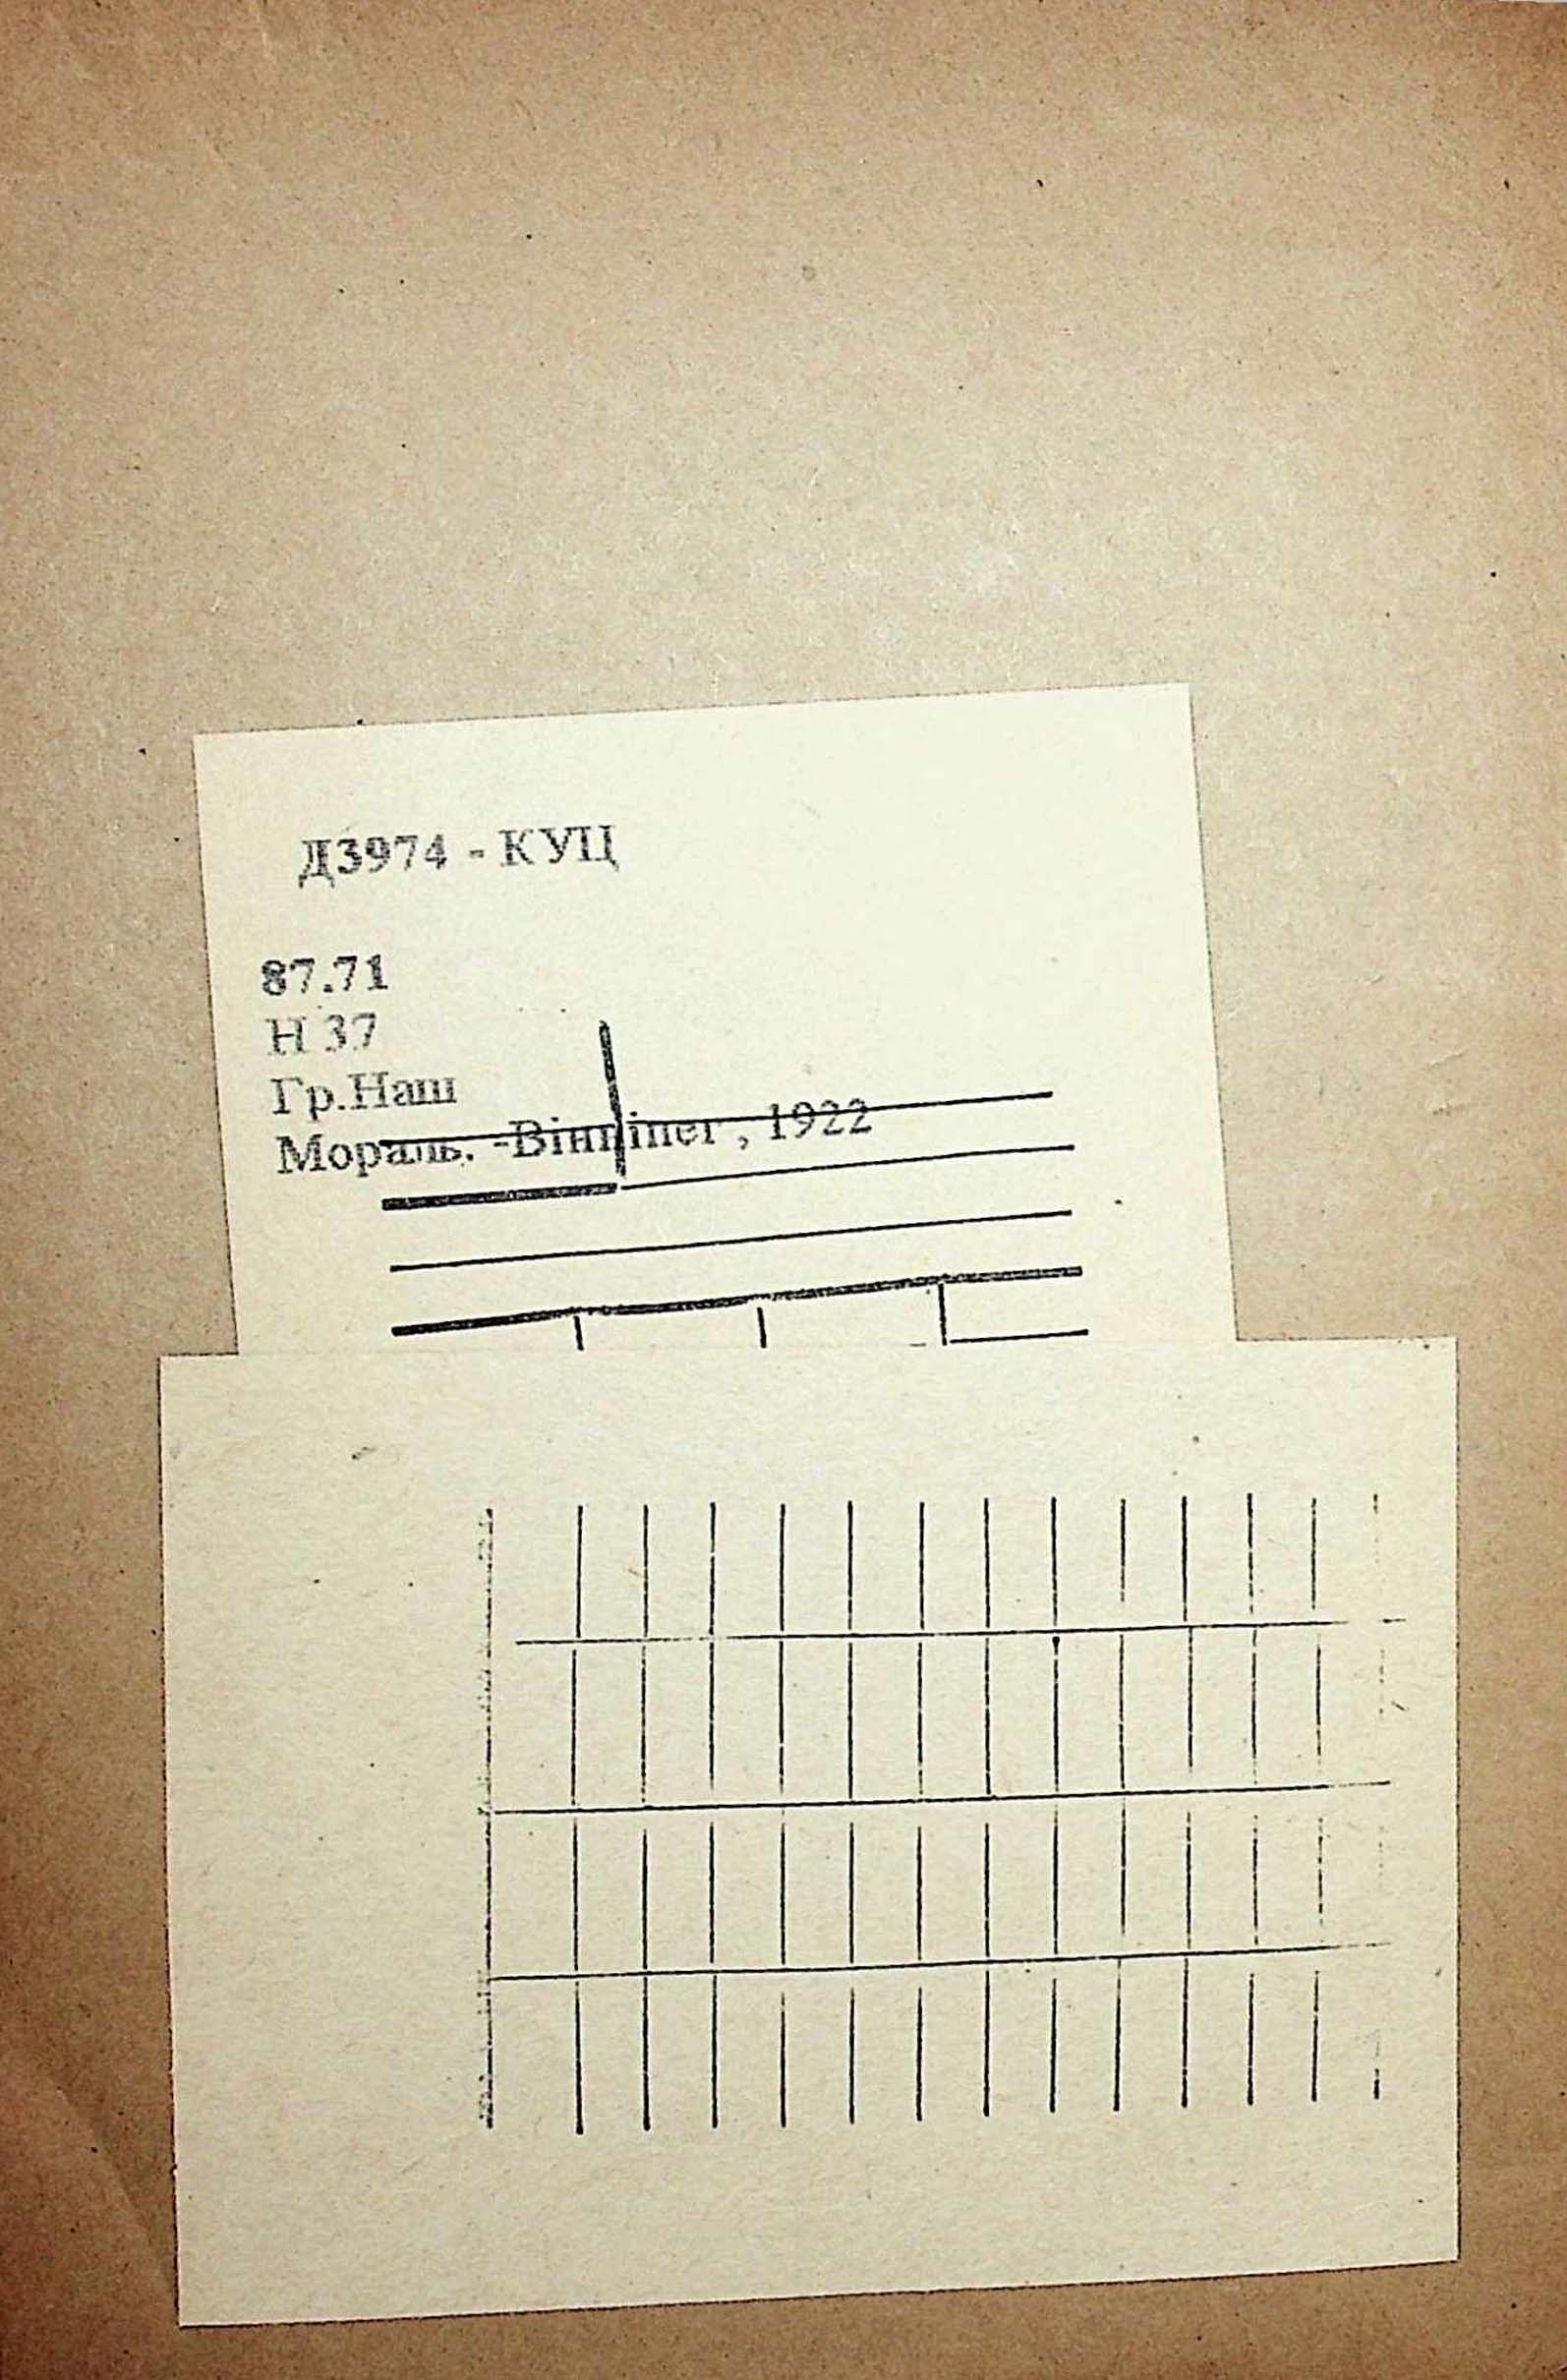 Д3974 - КУЦ
87.71
Н 37
Гр.Наш
Мораль. -Вінніпег , 1922